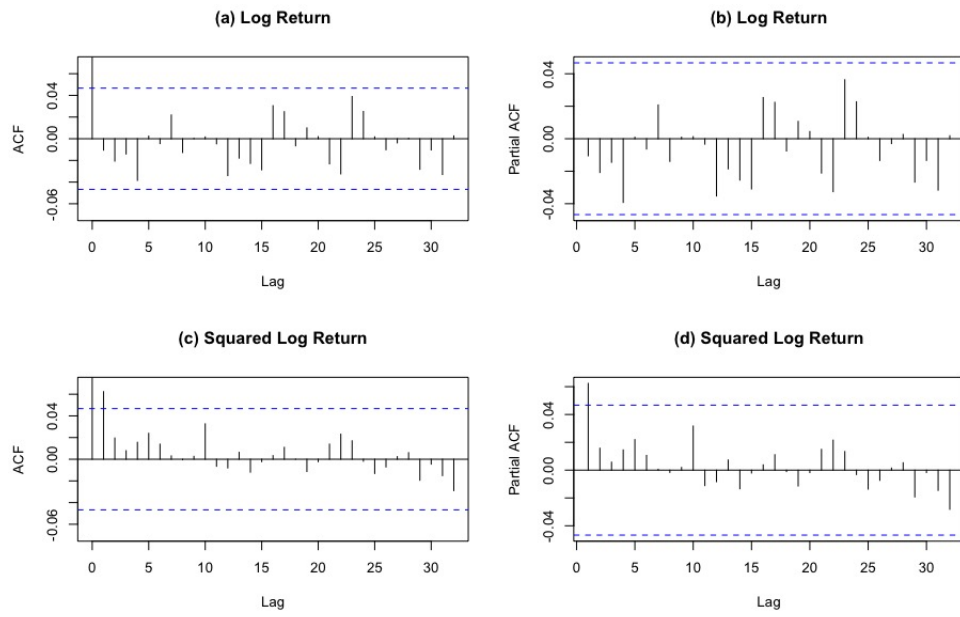 (a) Log Return
ACF
0.04
0.00
-0.06
0 5 10 15 20 25 30
Lag
(b) Log Return
Partial ACF
0.04
0.00
-0.04
0 5 10 15 20 25 30
Lag
(c) Squared Log Return
ACF
0.04
0.00
-0.06
0 5 10 15 20 25 30
Lag
(d) Squared Log Return
Partial ACF
0.04
0.00
-0.04
0 5 10 15 20 25 30
Lag